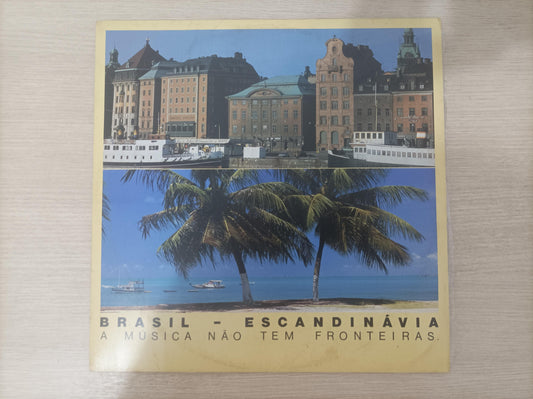 BRASIL – ESCANDINÁVIA
A MÚSICA NÃO TEM FRONTEIRAS.